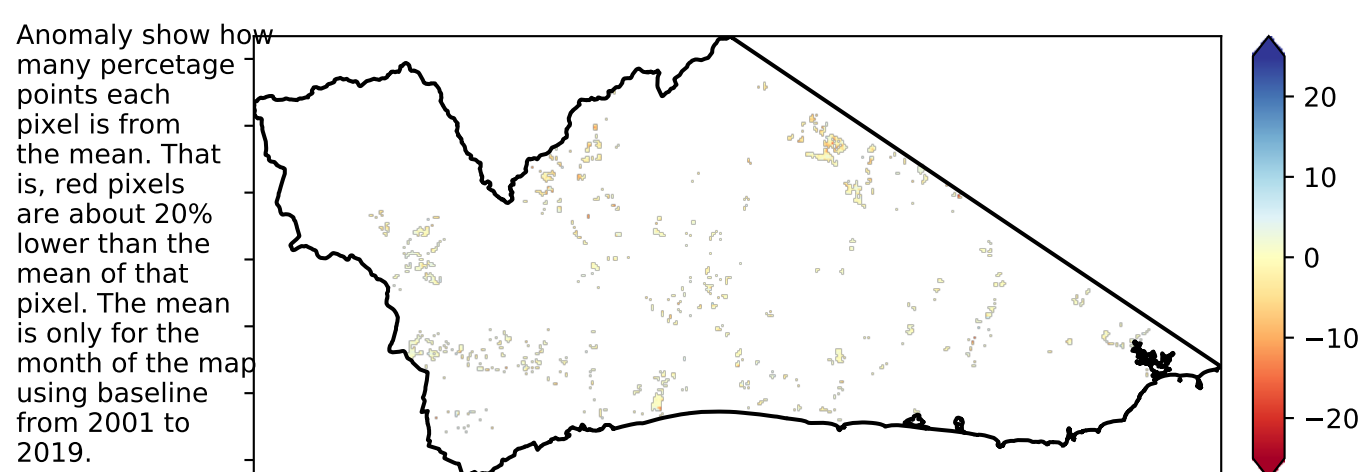 Anomaly show how
many percetage
points each
pixel is from
the mean. That
is, red pixels
are about 20%
lower than the
mean of that
pixel. The mean
is only for the
month of the map
using baseline
from 2001 to
2019.
20
10
0
−10
−20